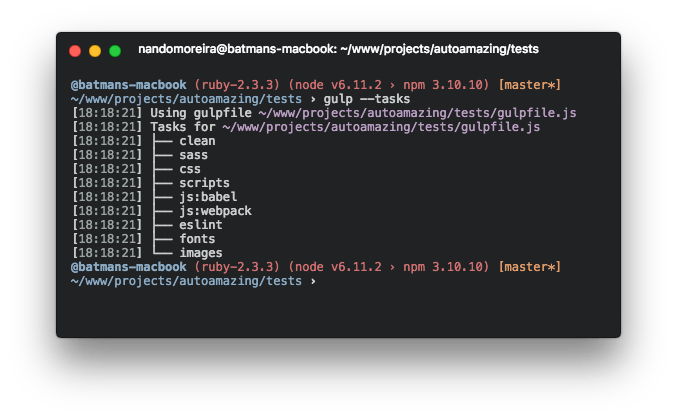 nandomoreira@batmans-macbook: ~/www/projects/autoamazing/tests
@batmans-macbook (ruby-2.3.3) (node v6.11.2 › npm 3.10.10) [master*]
~/www/projects/autoamazing/tests › gulp --tasks
[18:18:21] Using gulpfile ~/www/projects/autoamazing/tests/gulpfile.js
[18:18:21] Tasks for ~/www/projects/autoamazing/tests/gulpfile.js
[18:18:21] ├── clean
[18:18:21] ├── sass
[18:18:21] ├── css
[18:18:21] ├── scripts
[18:18:21] ├── js:babel
[18:18:21] ├── js:webpack
[18:18:21] ├── eslint
[18:18:21] ├── fonts
[18:18:21] └── images
@batmans-macbook (ruby-2.3.3) (node v6.11.2 › npm 3.10.10) [master*]
~/www/projects/autoamazing/tests ›